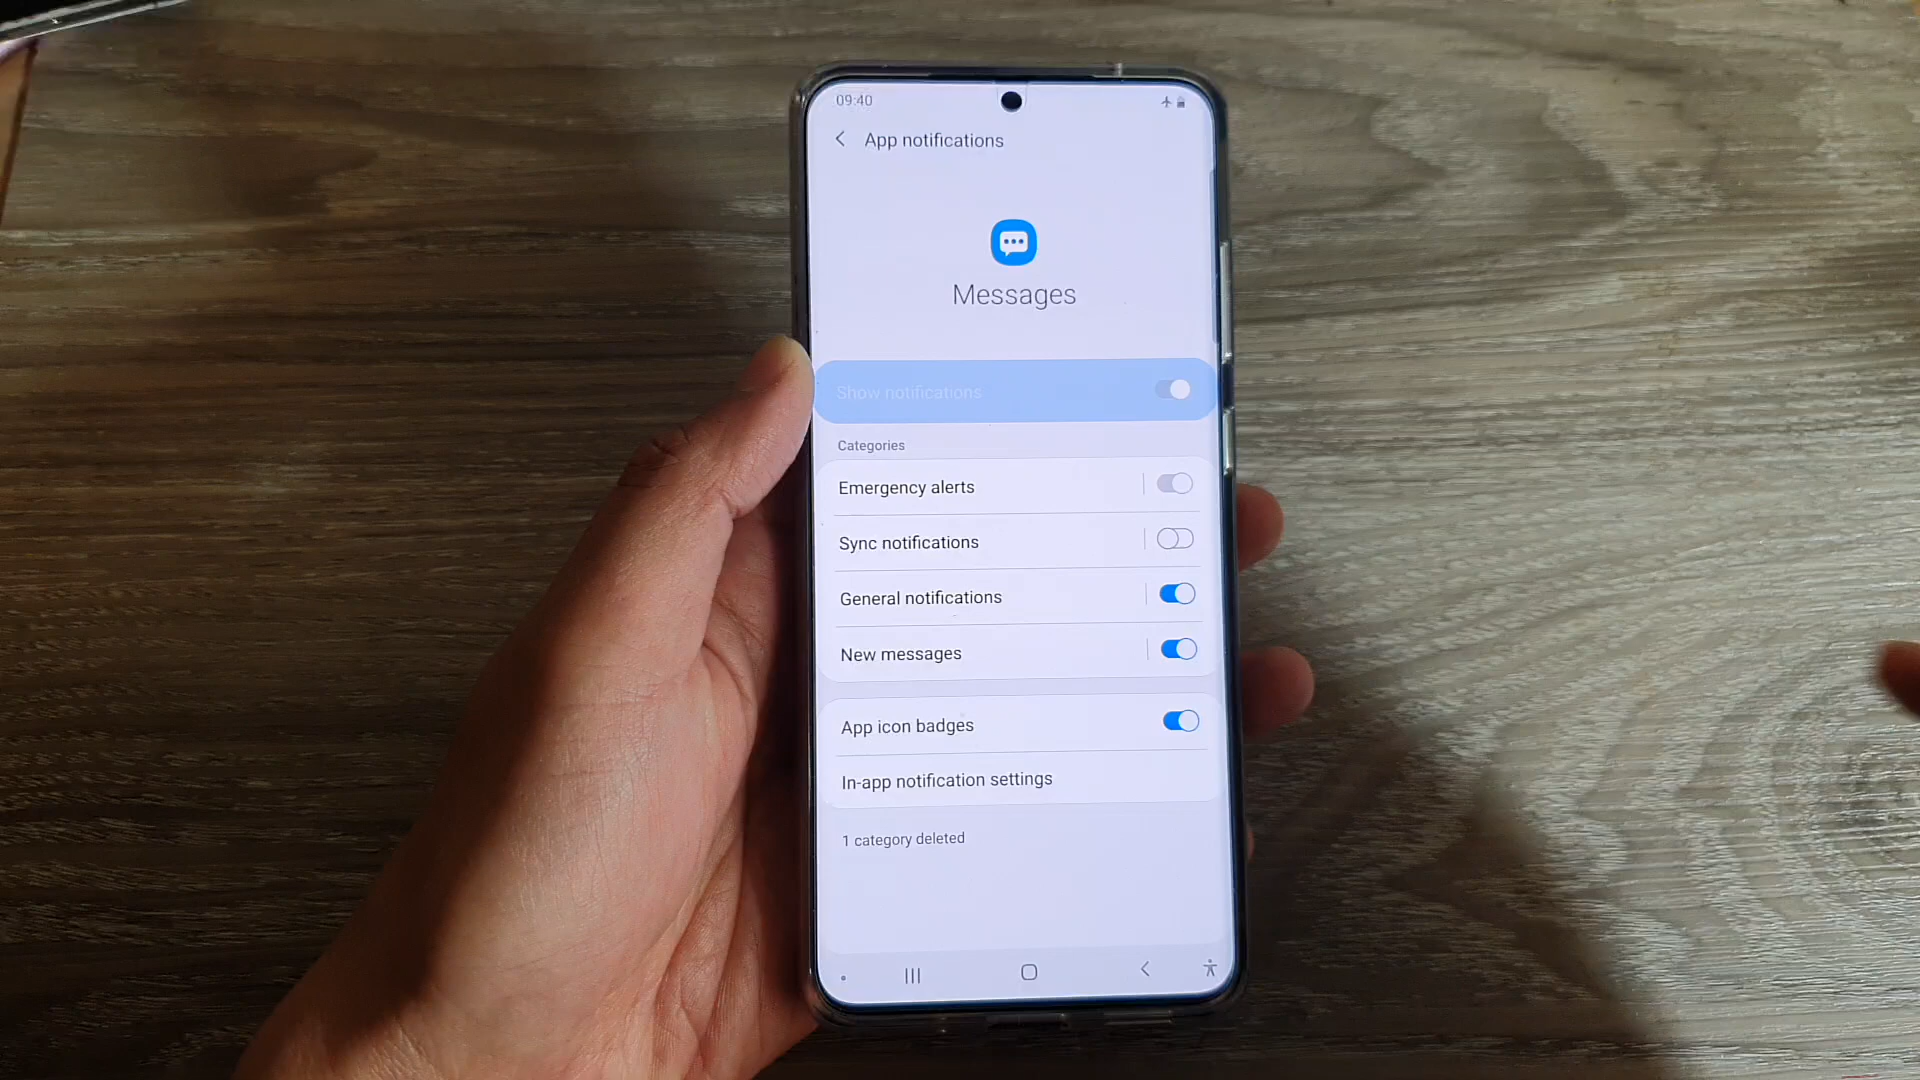 09:40
App notifications
Messages
Show notifications
Categories
Emergency alerts
Sync notifications
General notifications
New messages
App icon badges
In-app notification settings
1 category deleted